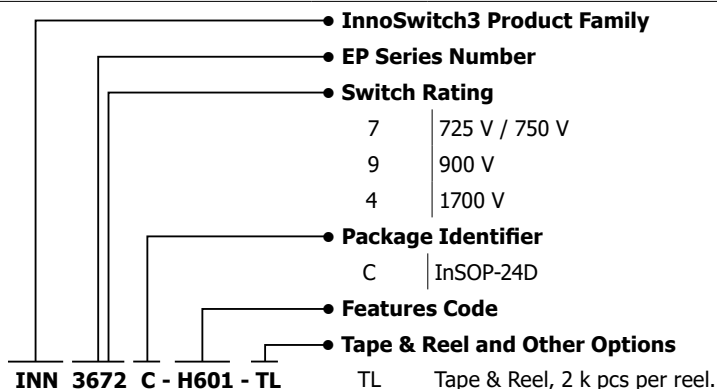 • InnoSwitch3 Product Family
• EP Series Number
• Switch Rating
7 725 V / 750 V
9 900 V
4 1700 V
• Package Identifier
C InSOP-24D
• Features Code
• Tape & Reel and Other Options
INN 3672 C - H601 - TL TL Tape & Reel, 2 k pcs per reel.